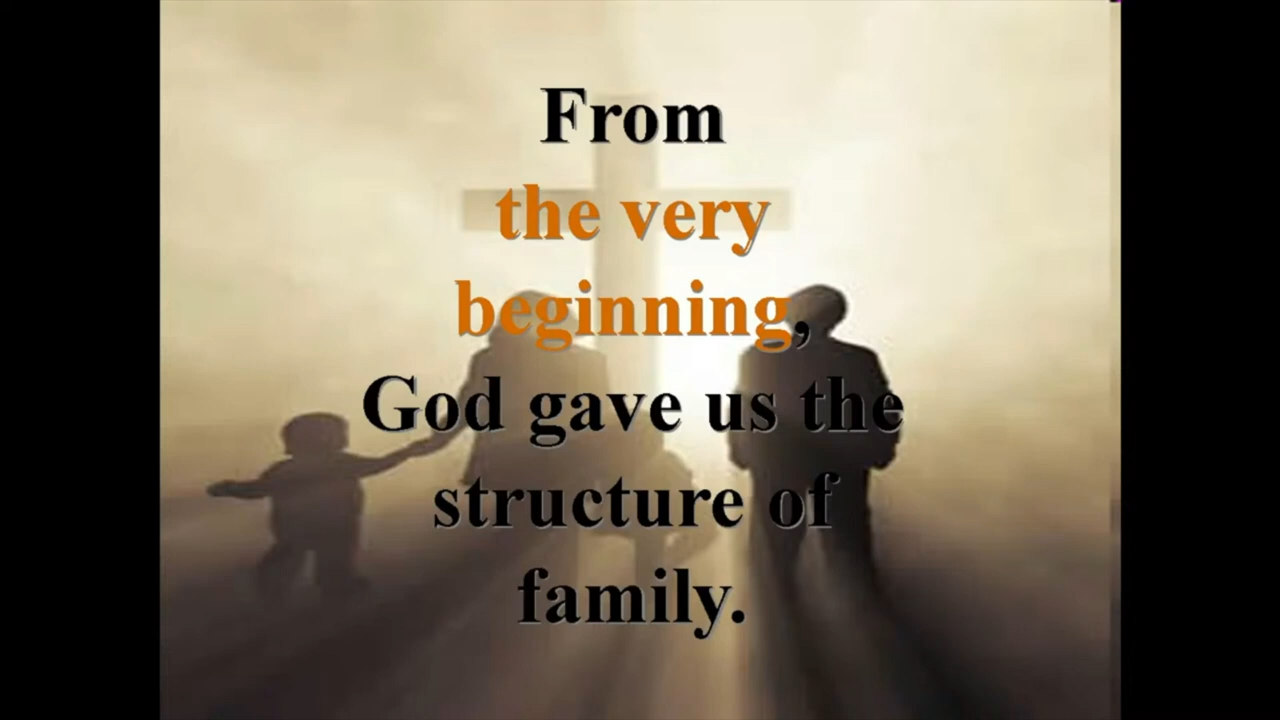 From
the very
beginning,
God gave us the
structure of
family.